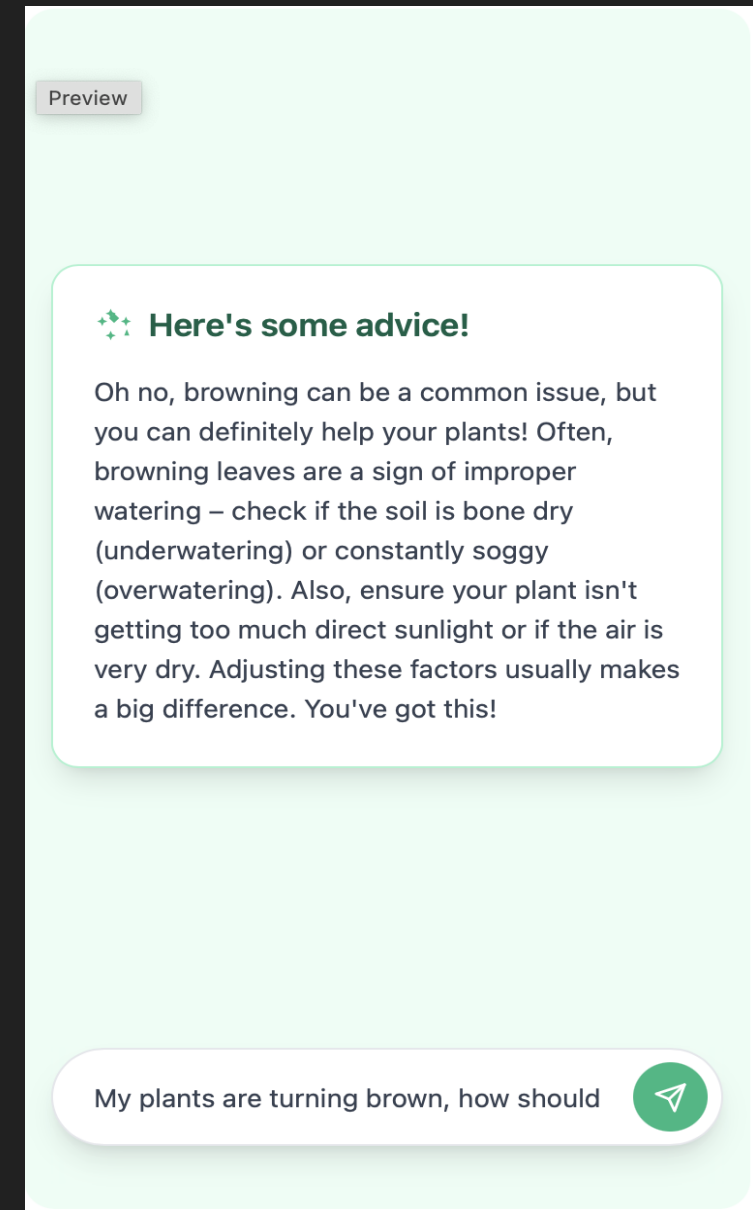 Preview
Here's some advice!
Oh no, browning can be a common issue, but
you can definitely help your plants! Often,
browning leaves are a sign of improper
watering – check if the soil is bone dry
(underwatering) or constantly soggy
(overwatering). Also, ensure your plant isn't
getting too much direct sunlight or if the air is
very dry. Adjusting these factors usually makes
a big difference. You've got this!
My plants are turning brown, how should